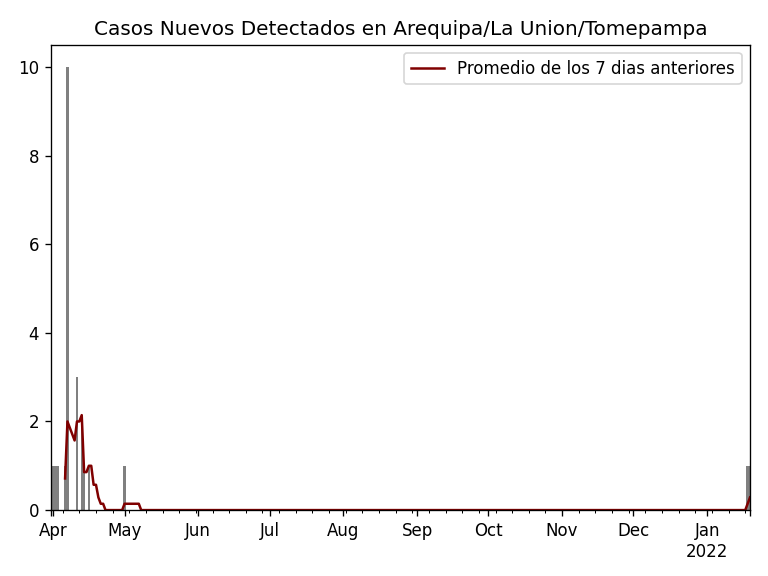 Casos Nuevos Detectados en Arequipa/La Union/Tomepampa
Promedio de los 7 dias anteriores
10
8
6
4
2
0
Apr May Jun Jul Aug Sep Oct Nov Dec Jan
2022